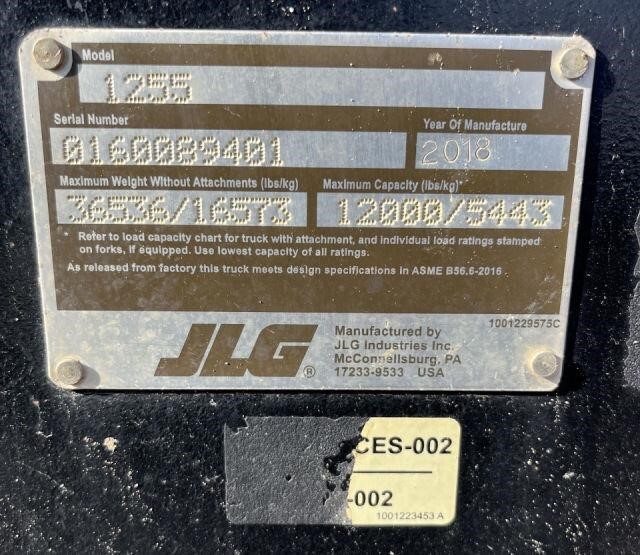 Model
1255
Serial Number
Year Of Manufacture
0160089401
2018
Maximum Weight Without Attachments (lbs/kg)
Maximum Capacity (lbs/kg)*
36536/16573
12000/5443
Refer to load capacity chart for truck with attachment, and individual load ratings stamped
on forks, if equipped. Use lowest capacity of all ratings.
As released from factory this truck meets design specifications in ASME B56.6-2016
1001229575C
JLG®
Manufactured by
JLG Industries Inc.
McConnellsburg, PA
17233-9533 USA
CES-002
-002
1001223453 A